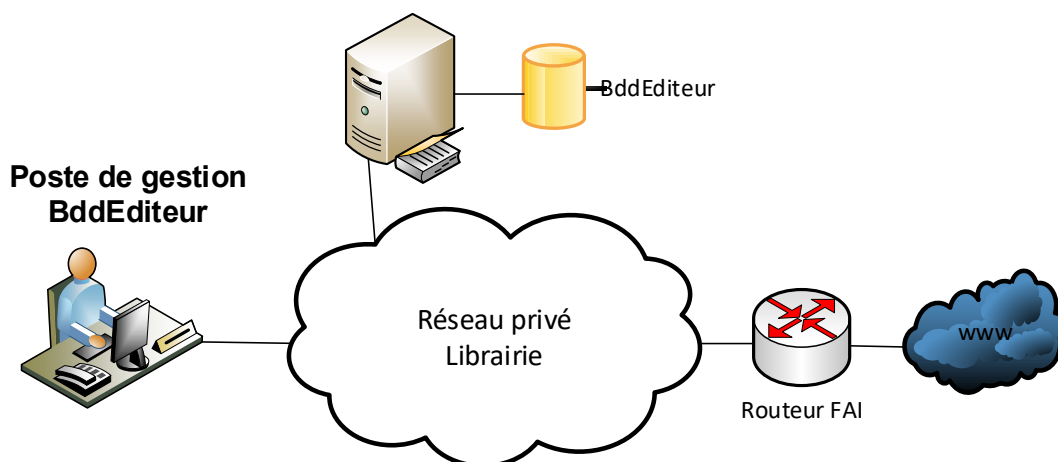 BddEditeur
Poste de gestion
BddEditeur
Réseau privé
Librairie
www
Routeur FAI